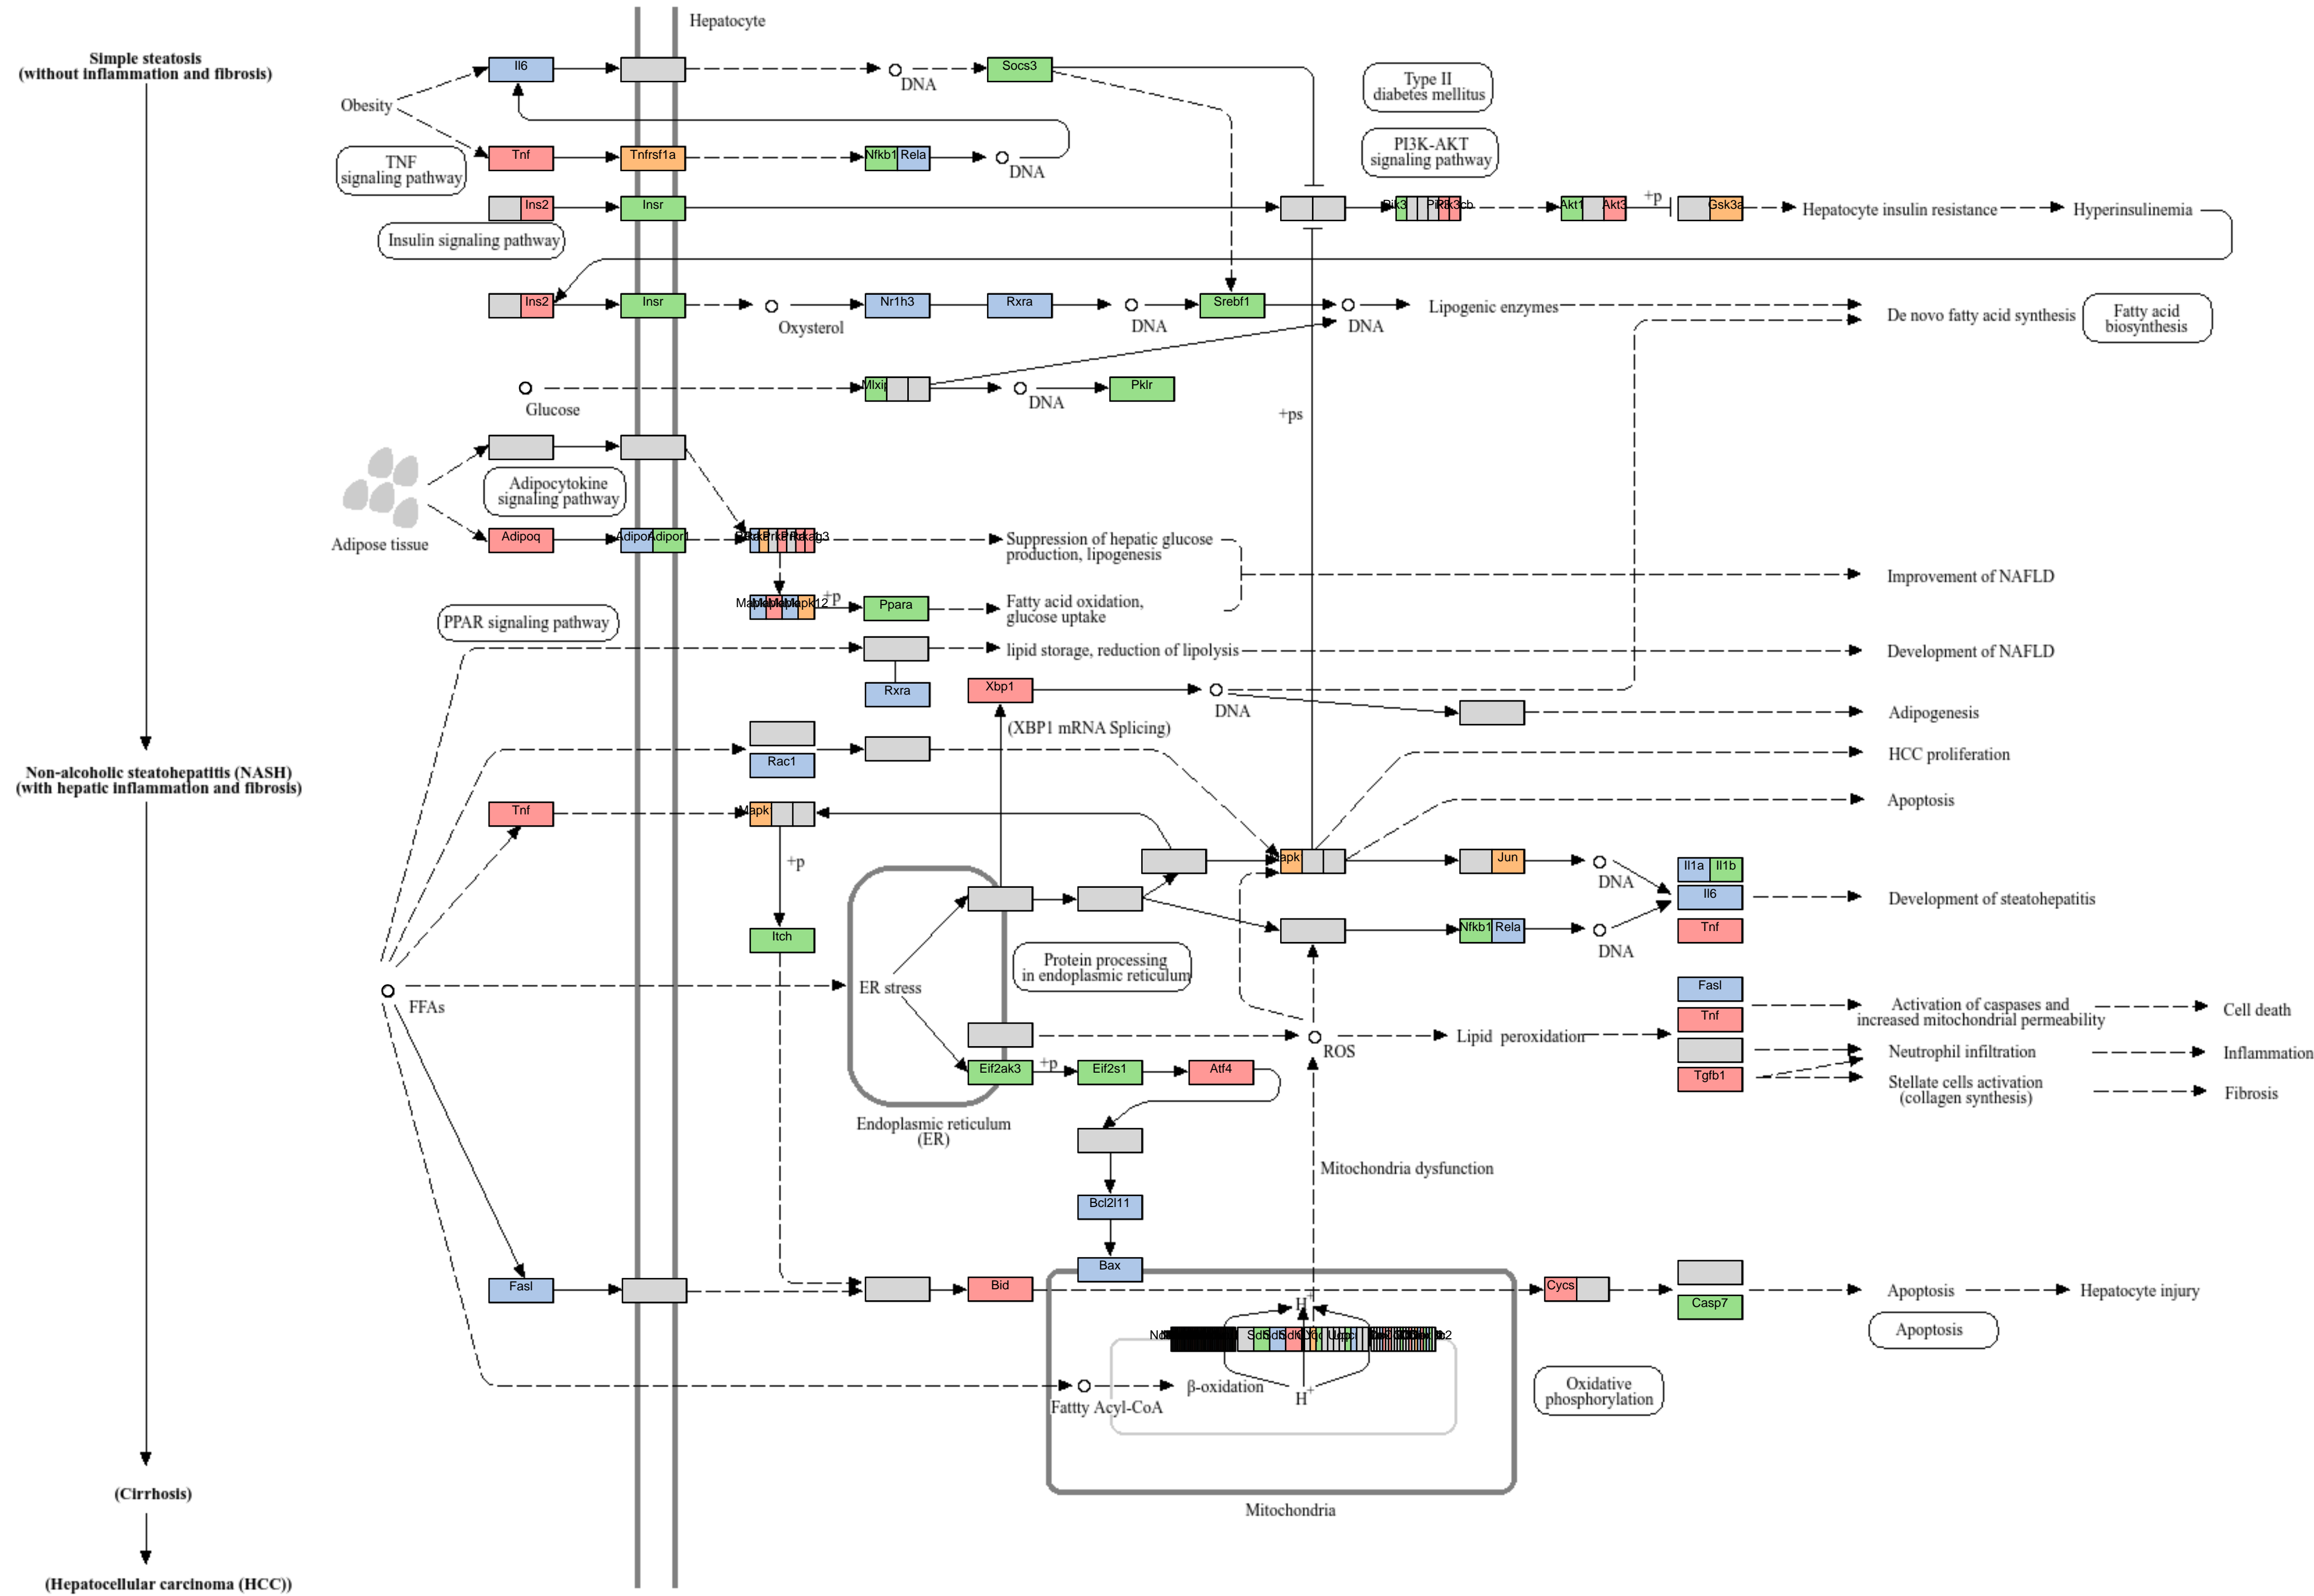 Hepatocyte
Simple steatosis
(without inflammation and fibrosis)
Il6
DNA
Socs3
Type II
diabetes mellitus
Obesity
TNF
signaling pathway
Tnf
Tnfrsf1a
Nfkb1
Rela
DNA
PI3K-AKT
signaling pathway
Ins2
Insr
Akt1
Akt3
+p
Gsk3a
Hepatocyte insulin resistance
Hyperinsulinemia
Insulin signaling pathway
Ins2
Insr
Oxysterol
Nr1h3
Rxra
DNA
Srebf1
DNA
Lipogenic enzymes
De novo fatty acid synthesis
Fatty acid
biosynthesis
Glucose
DNA
Pklr
+ps
Adipocytokine
signaling pathway
Adipose tissue
Adipoq
Adipor1
Suppression of hepatic glucose
production, lipogenesis
Improvement of NAFLD
+p
Ppara
Fatty acid oxidation,
glucose uptake
PPAR signaling pathway
lipid storage, reduction of lipolysis
Development of NAFLD
Rxra
Xbp1
DNA
(XBP1 mRNA Splicing)
Adipogenesis
Rac1
HCC proliferation
Non-alcoholic steatohepatitis (NASH)
(with hepatic inflammation and fibrosis)
Tnf
Apoptosis
+p
Jun
DNA
Il1a
Il1b
Il6
Development of steatohepatitis
Itch
Nfkb1
Rela
DNA
Tnf
Protein processing
in endoplasmic reticulum
ER stress
FFAs
Fasl
Activation of caspases and
increased mitochondrial permeability
Cell death
Tnf
ROS
Lipid peroxidation
Neutrophil infiltration
Inflammation
Eif2ak3
+p
Eif2s1
Atf4
Tgfb1
Stellate cells activation
(collagen synthesis)
Fibrosis
Endoplasmic reticulum
(ER)
Mitochondria dysfunction
Bcl2l11
Bax
Fasl
Bid
Cycs
Apoptosis
Hepatocyte injury
H+
Casp7
Apoptosis
β-oxidation
H+
Fattty Acyl-CoA
Oxidative
phosphorylation
(Cirrhosis)
Mitochondria
(Hepatocellular carcinoma (HCC))